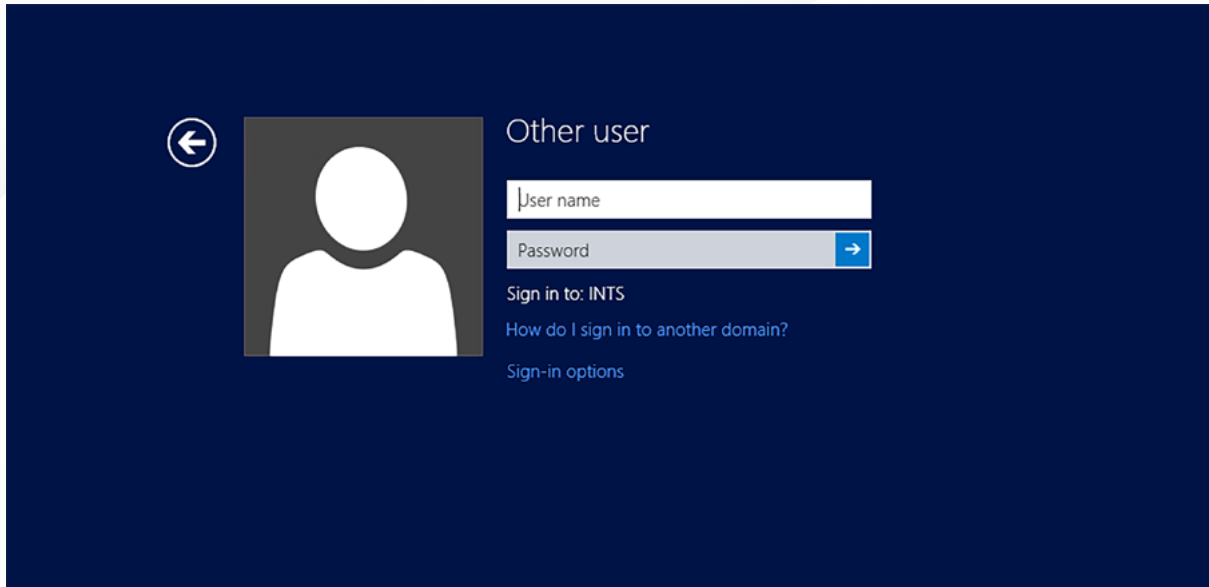 Other user
User name
Password
Sign in to: INTS
How do I sign in to another domain?
Sign-in options